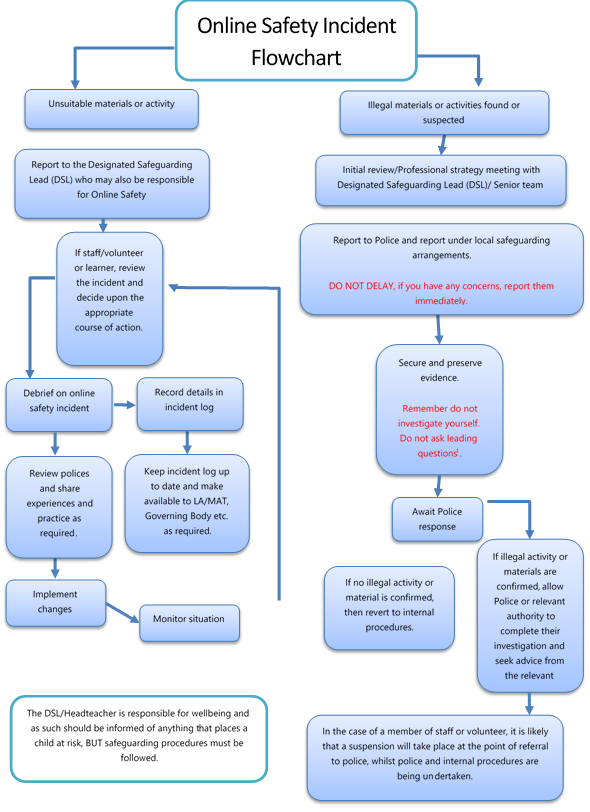 Online Safety Incident
Flowchart
Unsuitable materials or activity
Report to the Designated Safeguarding
Lead (DSL) who may also be responsible
for Online Safety
If staff/volunteer
or learner, review
the incident and
decide upon the
appropriate
course of action.
Debrief on online
safety incident
Record details in
incident log
Review polices
and share
experiences and
practice as
required.
Keep incident log up
to date and make
available to LA/MAT,
Governing Body etc.
as required.
Implement
changes
Monitor situation
The DSL/Headteacher is responsible for wellbeing and
as such should be informed of anything that places a
child at risk, BUT safeguarding procedures must be
followed.
Illegal materials or activities found or
suspected
Initial review/Professional strategy meeting with
Designated Safeguarding Lead (DSL)/ Senior team
Report to Police and report under local safeguarding
arrangements.
DO NOT DELAY, if you have any concerns, report them
immediately.
Secure and preserve
evidence.
Remember do not
investigate yourself.
Do not ask leading
questions¹.
Await Police
response
If no illegal activity or
material is confirmed,
then revert to internal
procedures.
If illegal activity or
materials are
confirmed, allow
Police or relevant
authority to
complete their
investigation and
seek advice from
the relevant
In the case of a member of staff or volunteer, it is likely
that a suspension will take place at the point of referral
to police, whilst police and internal procedures are
being undertaken.